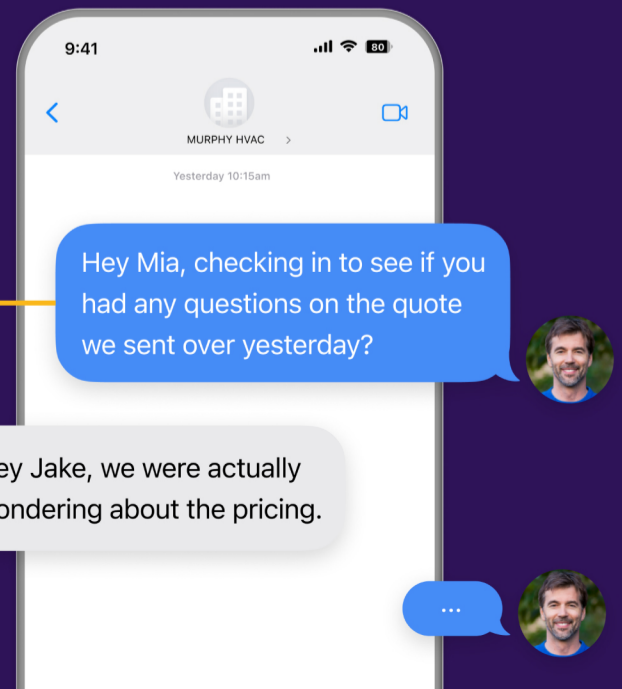 9:41
80
MURPHY HVAC
Yesterday 10:15am
Hey Mia, checking in to see if you
had any questions on the quote
we sent over yesterday?
ey Jake, we were actually
ondering about the pricing.
...